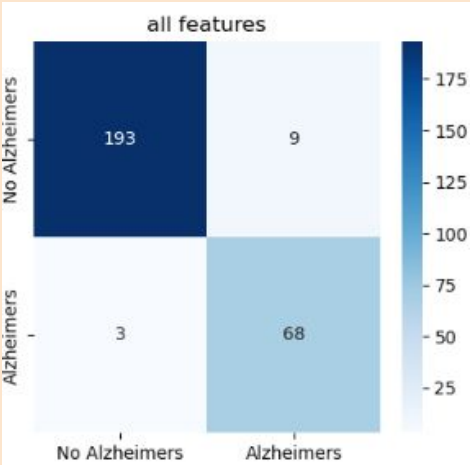 all features
No Alzheimers
193
9
Alzheimers
3
68
No Alzheimers
Alzheimers
175
150
125
100
75
50
25